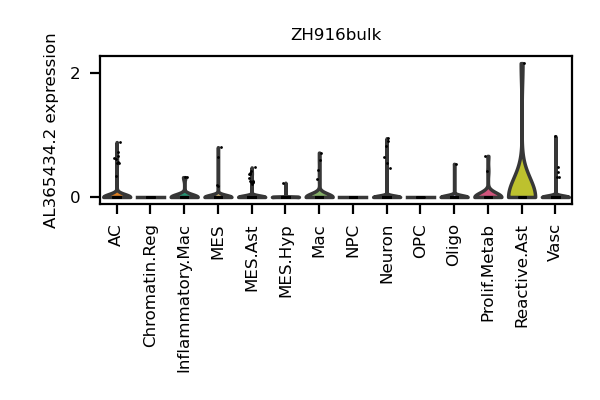 ZH916bulk
AL365434.2 expression
2
0
AC
Chromatin.Reg
Inflammatory.Mac
MES
MES.Ast
MES.Hyp
Mac
NPC
Neuron
OPC
Oligo
Prolif.Metab
Reactive.Ast
Vasc